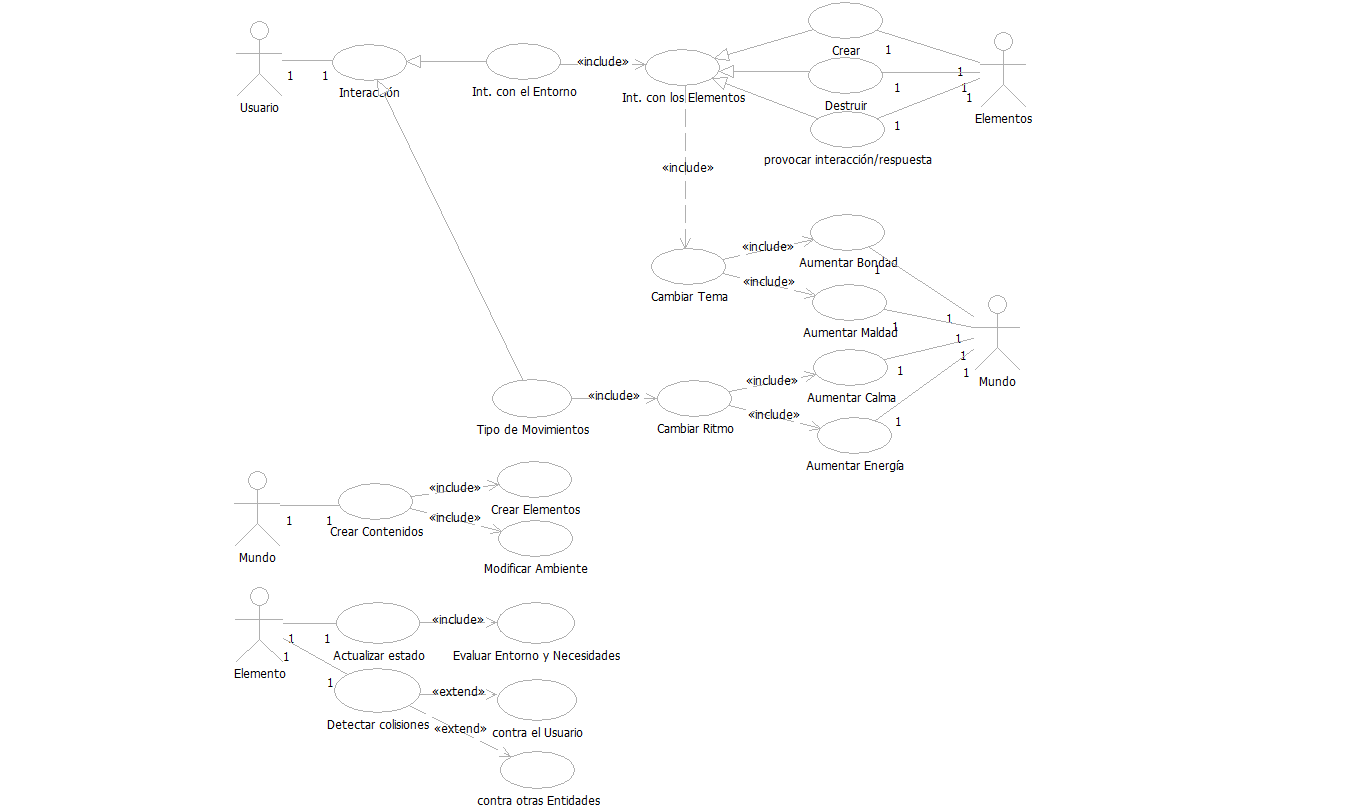 Usuario
1
1
Interacción
Int. con el Entorno
«include»
Int. con los Elementos
Crear
1
Destruir
1
1
1
1
provocar interacción/respuesta
1
Elementos
«include»
Cambiar Tema
«include»
Aumentar Bondad
1
«include»
Aumentar Maldad
1
1
1
1
1
Mundo
Tipo de Movimientos
«include»
Cambiar Ritmo
«include»
Aumentar Calma
1
«include»
Aumentar Energía
1
Mundo
1
1
Crear Contenidos
«include»
Crear Elementos
«include»
Modificar Ambiente
Elemento
1
1
Actualizar estado
«include»
Evaluar Entorno y Necesidades
1
1
Detectar colisiones
«extend»
contra el Usuario
«extend»
contra otras Entidades